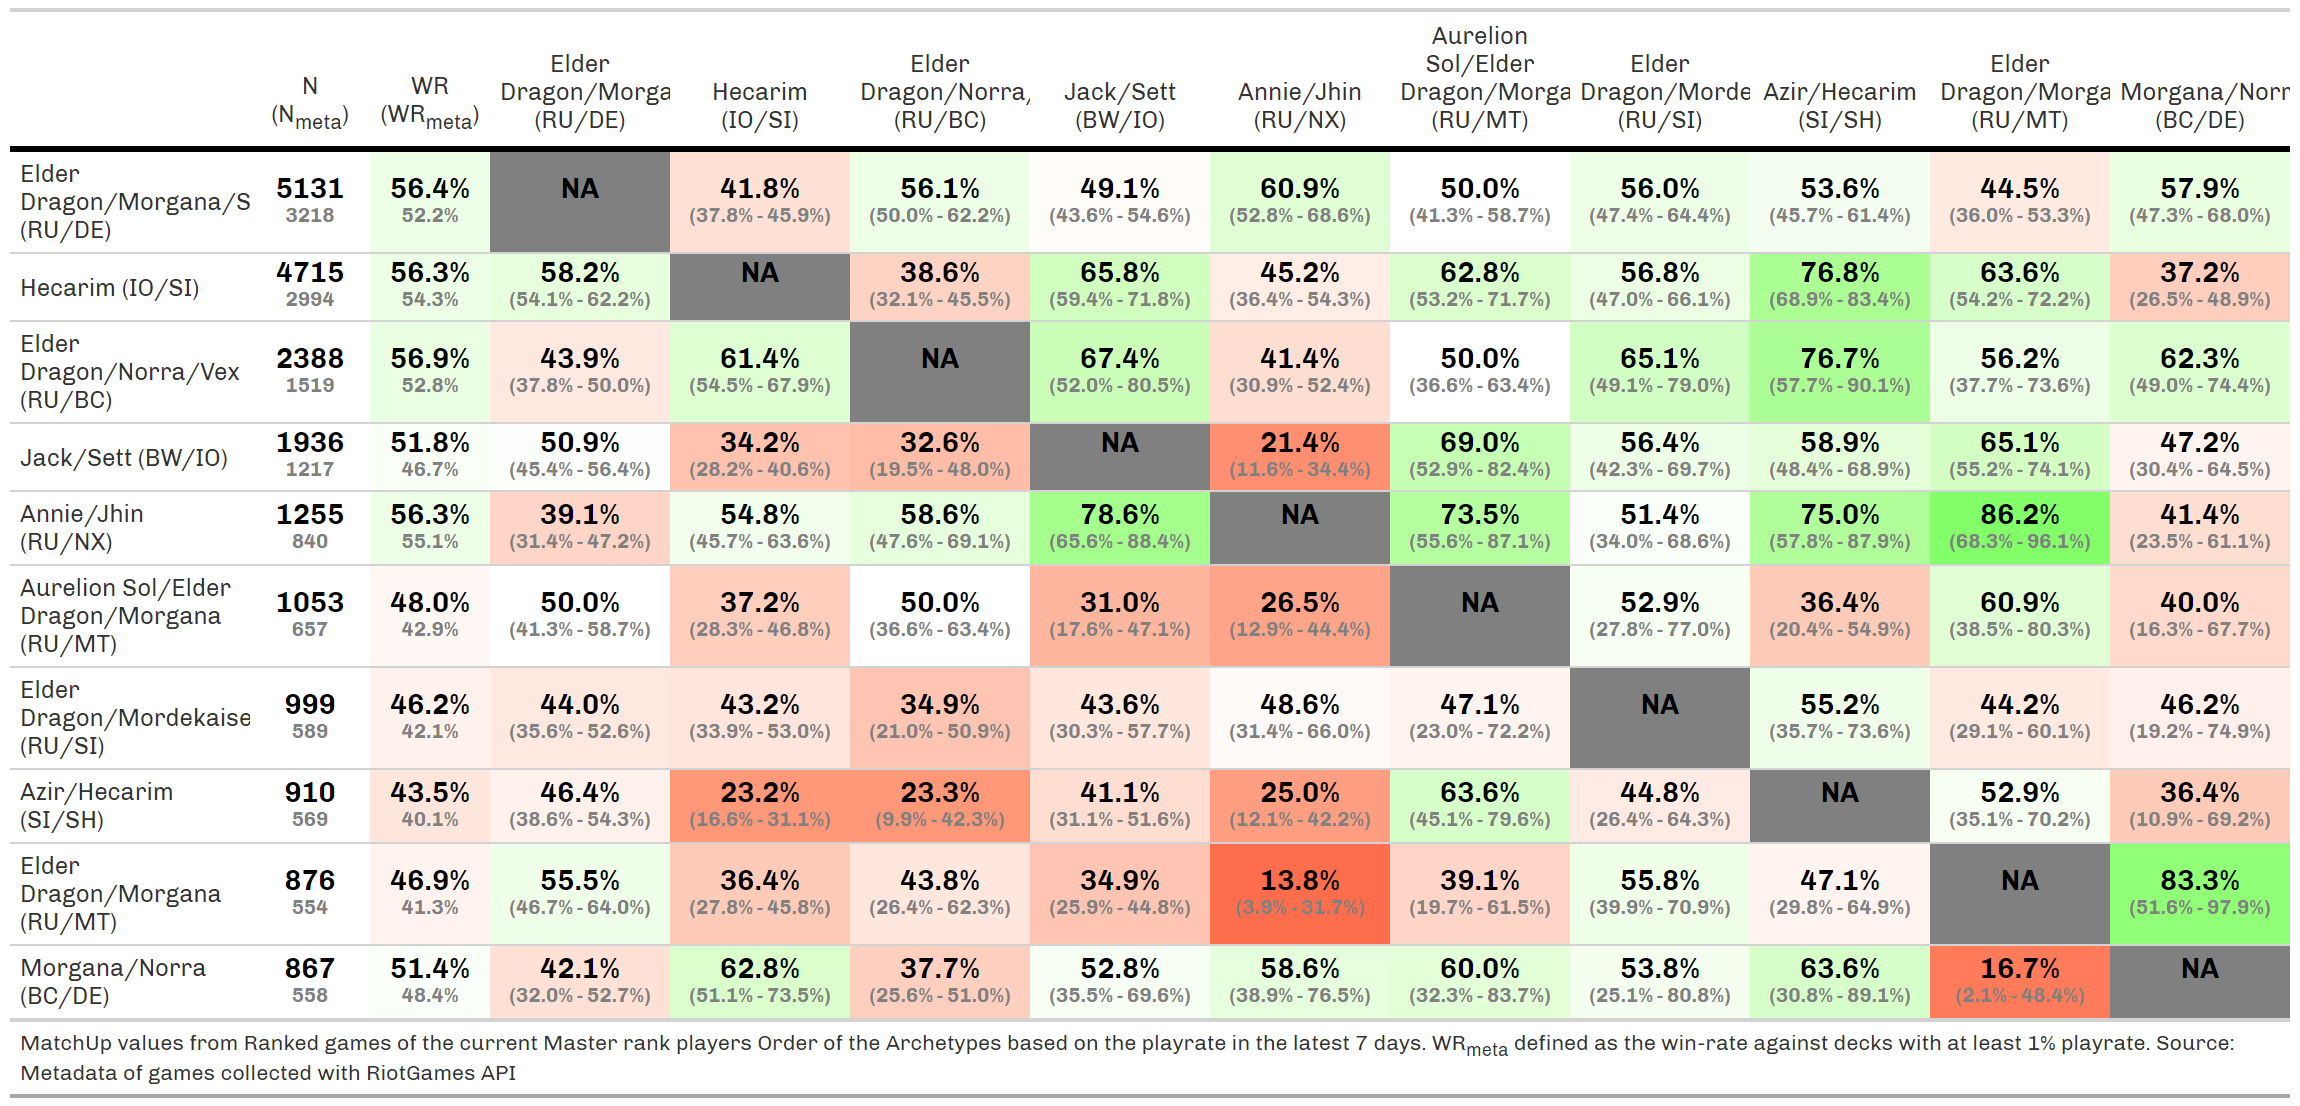 N (Nmeta) WR (WRmeta) Elder Dragon/Morga (RU/DE) Hecarim (IO/SI) Elder Dragon/Norra/ (RU/BC) Jack/Sett (BW/IO) Annie/Jhin (RU/NX) Aurelion Sol/Elder Dragon/Morga (RU/MT) Elder Dragon/Morde (RU/SI) Azir/Hecarim (SI/SH) Elder Dragon/Morga (RU/MT) Morgana/Norr (BC/DE)
Elder Dragon/Morgana/S (RU/DE) 5131 3218 56.4% 52.2% NA 41.8% (37.8% - 45.9%) 56.1% (50.0% - 62.2%) 49.1% (43.6% - 54.6%) 60.9% (52.8% - 68.6%) 50.0% (41.3% - 58.7%) 56.0% (47.4% - 64.4%) 53.6% (45.7% - 61.4%) 44.5% (36.0% - 53.3%) 57.9% (47.3% - 68.0%)
Hecarim (IO/SI) 4715 2994 56.3% 54.3% 58.2% (54.1% - 62.2%) NA 38.6% (32.1% - 45.5%) 65.8% (59.4% - 71.8%) 45.2% (36.4% - 54.3%) 62.8% (53.2% - 71.7%) 56.8% (47.0% - 66.1%) 76.8% (68.9% - 83.4%) 63.6% (54.2% - 72.2%) 37.2% (26.5% - 48.9%)
Elder Dragon/Norra/Vex (RU/BC) 2388 1519 56.9% 52.8% 43.9% (37.8% - 50.0%) 61.4% (54.5% - 67.9%) NA 67.4% (52.0% - 80.5%) 41.4% (30.9% - 52.4%) 50.0% (36.6% - 63.4%) 65.1% (49.1% - 79.0%) 76.7% (57.7% - 90.1%) 56.2% (37.7% - 73.6%) 62.3% (49.0% - 74.4%)
Jack/Sett (BW/IO) 1936 1217 51.8% 46.7% 50.9% (45.4% - 56.4%) 34.2% (28.2% - 40.6%) 32.6% (19.5% - 48.0%) NA 21.4% (11.6% - 34.4%) 69.0% (52.9% - 82.4%) 56.4% (42.3% - 69.7%) 58.9% (48.4% - 68.9%) 65.1% (55.2% - 74.1%) 47.2% (30.4% - 64.5%)
Annie/Jhin (RU/NX) 1255 840 56.3% 55.1% 39.1% (31.4% - 47.2%) 54.8% (45.7% - 63.6%) 58.6% (47.6% - 69.1%) 78.6% (65.6% - 88.4%) NA 73.5% (55.6% - 87.1%) 51.4% (34.0% - 68.6%) 75.0% (57.8% - 87.9%) 86.2% (68.3% - 96.1%) 41.4% (23.5% - 61.1%)
Aurelion Sol/Elder Dragon/Morgana (RU/MT) 1053 657 48.0% 42.9% 50.0% (41.3% - 58.7%) 37.2% (28.3% - 46.8%) 50.0% (36.6% - 63.4%) 31.0% (17.6% - 47.1%) 26.5% (12.9% - 44.4%) NA 52.9% (27.8% - 77.0%) 36.4% (20.4% - 54.9%) 60.9% (38.5% - 80.3%) 40.0% (16.3% - 67.7%)
Elder Dragon/Mordekaise (RU/SI) 999 589 46.2% 42.1% 44.0% (35.6% - 52.6%) 43.2% (33.9% - 53.0%) 34.9% (21.0% - 50.9%) 43.6% (30.3% - 57.7%) 48.6% (31.4% - 66.0%) 47.1% (23.0% - 72.2%) NA 55.2% (35.7% - 73.6%) 44.2% (29.1% - 60.1%) 46.2% (19.2% - 74.9%)
Azir/Hecarim (SI/SH) 910 569 43.5% 40.1% 46.4% (38.6% - 54.3%) 23.2% (16.6% - 31.1%) 23.3% (9.9% - 42.3%) 41.1% (31.1% - 51.6%) 25.0% (12.1% - 42.2%) 63.6% (45.1% - 79.6%) 44.8% (26.4% - 64.3%) NA 52.9% (35.1% - 70.2%) 36.4% (10.9% - 69.2%)
Elder Dragon/Morgana (RU/MT) 876 554 46.9% 41.3% 55.5% (46.7% - 64.0%) 36.4% (27.8% - 45.8%) 43.8% (26.4% - 62.3%) 34.9% (25.9% - 44.8%) 13.8% (3.9% - 31.7%) 39.1% (19.7% - 61.5%) 55.8% (39.9% - 70.9%) 47.1% (29.8% - 64.9%) NA 83.3% (51.6% - 97.9%)
Morgana/Norra (BC/DE) 867 558 51.4% 48.4% 42.1% (32.0% - 52.7%) 62.8% (51.1% - 73.5%) 37.7% (25.6% - 51.0%) 52.8% (35.5% - 69.6%) 58.6% (38.9% - 76.5%) 60.0% (32.3% - 83.7%) 53.8% (25.1% - 80.8%) 63.6% (30.8% - 89.1%) 16.7% (2.1% - 48.4%) NA
MatchUp values from Ranked games of the current Master rank players Order of the Archetypes based on the playrate in the latest 7 days. WRmeta defined as the win-rate against decks with at least 1% playrate. Source:
Metadata of games collected with RiotGames API